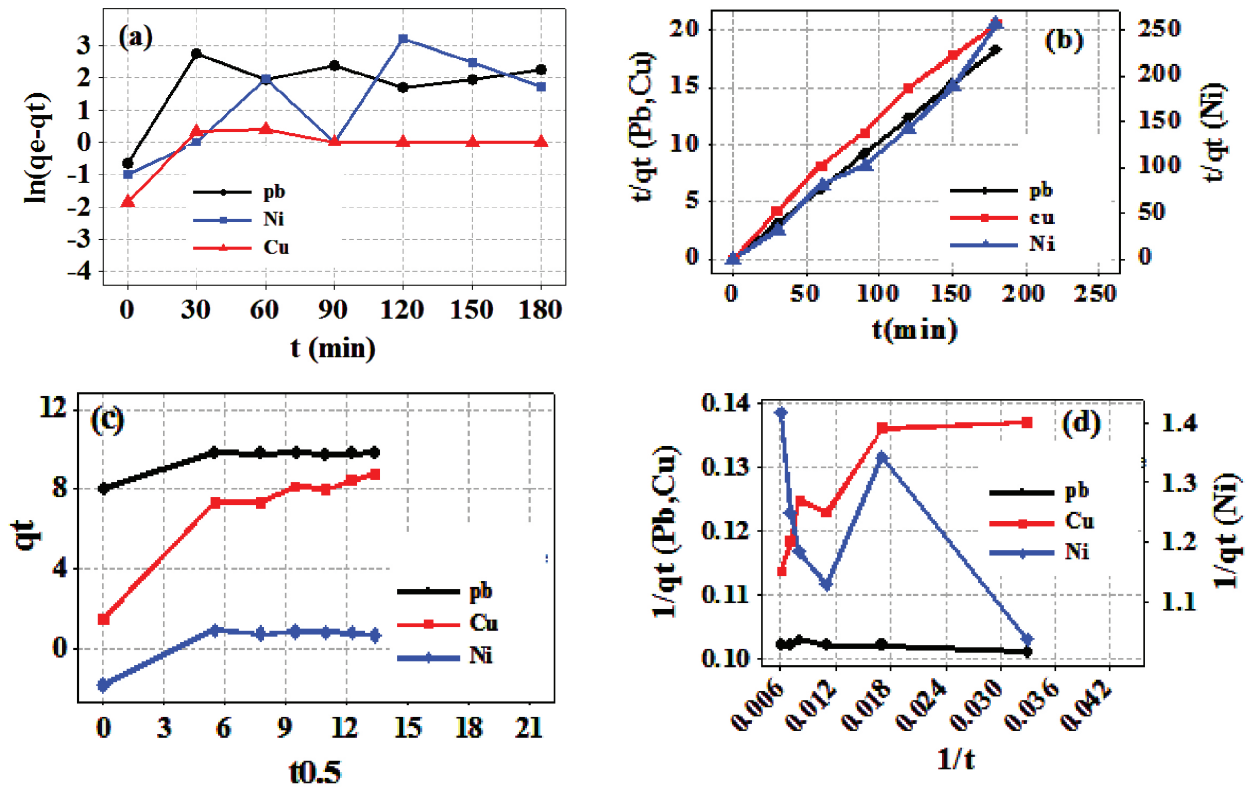 (a)
ln(qe-qt)
3
2
1
0
-1
-2
3
-4
pb
Ni
Cu
0 30 60 90 120 150 180
t (min)
(b)
t/qt (Pb,Cu)
20
15
10
5
0
t/qt (Ni)
250
200
150
100
50
0
pb
cu
Ni
0 50 100 150 200 250
t(min)
(c)
qt
12
8
4
0
pb
Cu
Ni
0 3 6 9 12 15 18 21
t0.5
(d)
1/qt (Pb,Cu)
0.14
0.13
0.12
0.11
0.10
1/qt (Ni)
1.4
1.3
1.2
1.1
pb
Cu
Ni
0.006 0.012 0.018 0.024 0.030 0.036 0.042
1/t